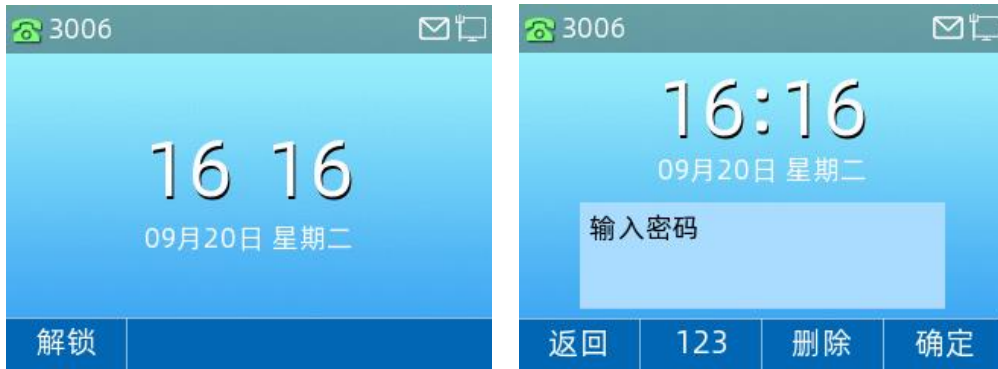 3006
16 16
09月20日 星期二
解锁
3006
16:16
09月20日 星期二
输入密码
返回 123 删除 确定